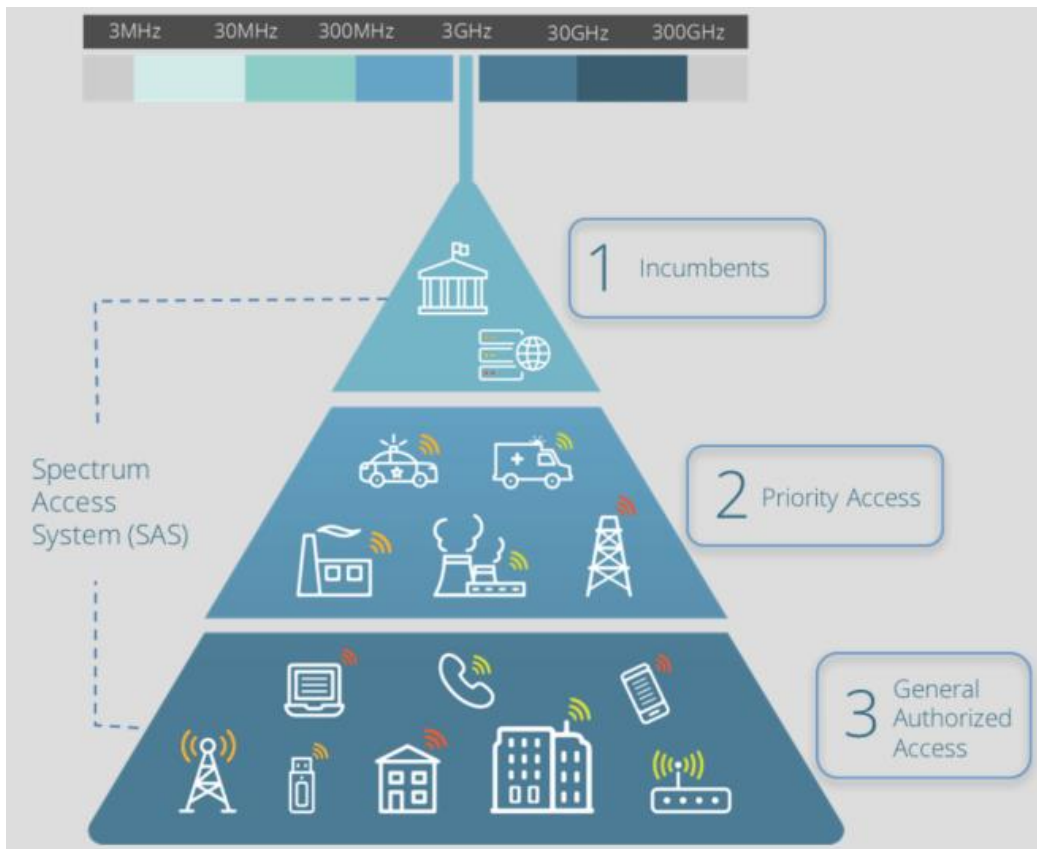 3MHz 30MHz 300MHz 3GHz 30GHz 300GHz
1 Incumbents
Spectrum
Access
System (SAS)
2 Priority Access
3 General
Authorized
Access